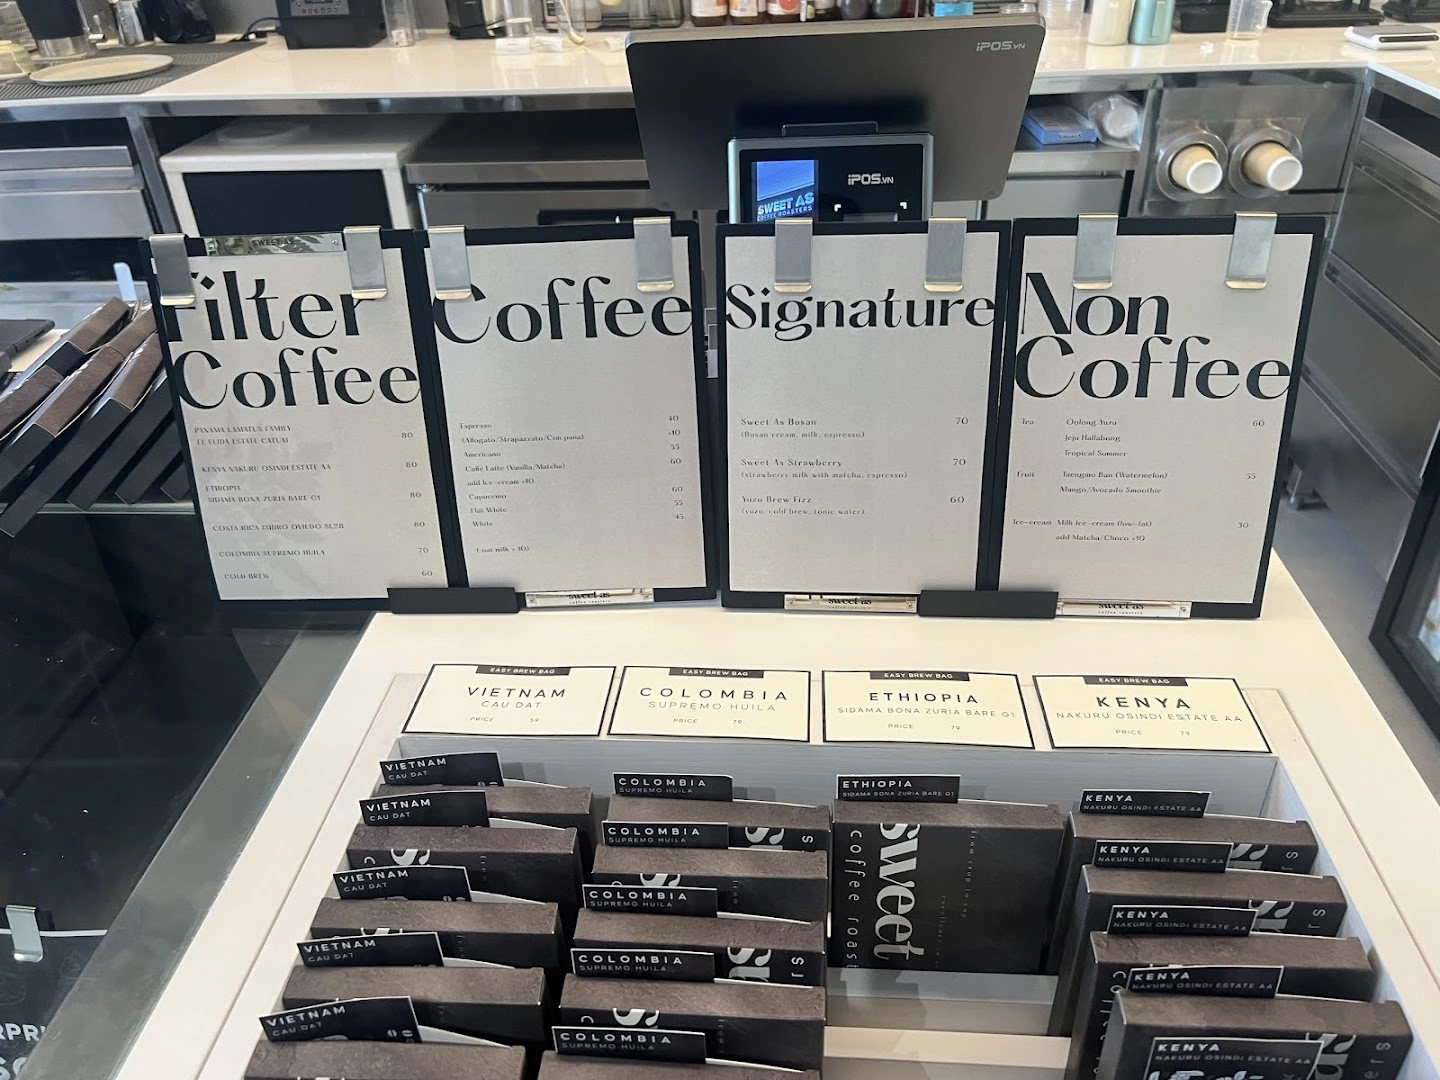 iPOS.VN
iPOS.VN
SWEET AS
COFFEE ROASTERS
SWEET AS
Filter
Coffee
PANAMA LAMATUS FAMILY
EL ELIDA ESTATE CATUAI 80
KENYA NAKURU OSINDI ESTATE AA 80
ETHIOPIA
SIDAMA BONA ZURIA BARE G1 80
COSTA RICA ISIDRO OVIEDO SL28 80
COLOMBIA SUPREMO HUILA 70
COLD BREW 60
Coffee
Espresso 40
(Affogato/Strapazzato/Con pana) +10
Americano 55
Caffe Latte (Vanilla/Matcha) 60
add Ice-cream +10
Capuccino 60
Flat White 55
White 45
(oat milk + 10)
sweet as
coffee roasters
Signature
Sweet As Busan 70
(Busan cream, milk, espresso)
Sweet As Strawberry 70
(strawberry milk with matcha, espresso)
Yuzu Brew Fizz 60
(yuzu, cold brew, tonic water)
sweet as
coffee roasters
Non
Coffee
Tea Oolong Yuzu 60
Jeju Hallabong
Tropical Summer
Fruit Taengmo Ban (Watermelon) 55
Mango/Avocado Smoothie
Ice-cream Milk Ice-cream (low-fat) 30
add Matcha/Choco +10
sweet as
coffee roasters
EASY BREW BAG
VIETNAM
CAU DAT
PRICE 59
EASY BREW BAG
COLOMBIA
SUPREMO HUILA
PRICE 79
EASY BREW BAG
ETHIOPIA
SIDAMA BONA ZURIA BARE G1
PRICE 79
EASY BREW BAG
KENYA
NAKURU OSINDI ESTATE AA
PRICE 79
VIETNAM
CAU DAT
VIETNAM
CAU DAT
VIETNAM
CAU DAT
VIETNAM
CAU DAT
VIETNAM
CAU DAT
COLOMBIA
SUPREMO HUILA
COLOMBIA
SUPREMO HUILA
COLOMBIA
SUPREMO HUILA
COLOMBIA
SUPREMO HUILA
COLOMBIA
SUPREMO HUILA
ETHIOPIA
SIDAMA BONA ZURIA BARE G1
sweet
coffee roast
from crop to cup
KENYA
NAKURU OSINDI ESTATE AA
KENYA
NAKURU OSINDI ESTATE AA
KENYA
NAKURU OSINDI ESTATE AA
KENYA
NAKURU OSINDI ESTATE AA
KENYA
NAKURU OSINDI ESTATE AA